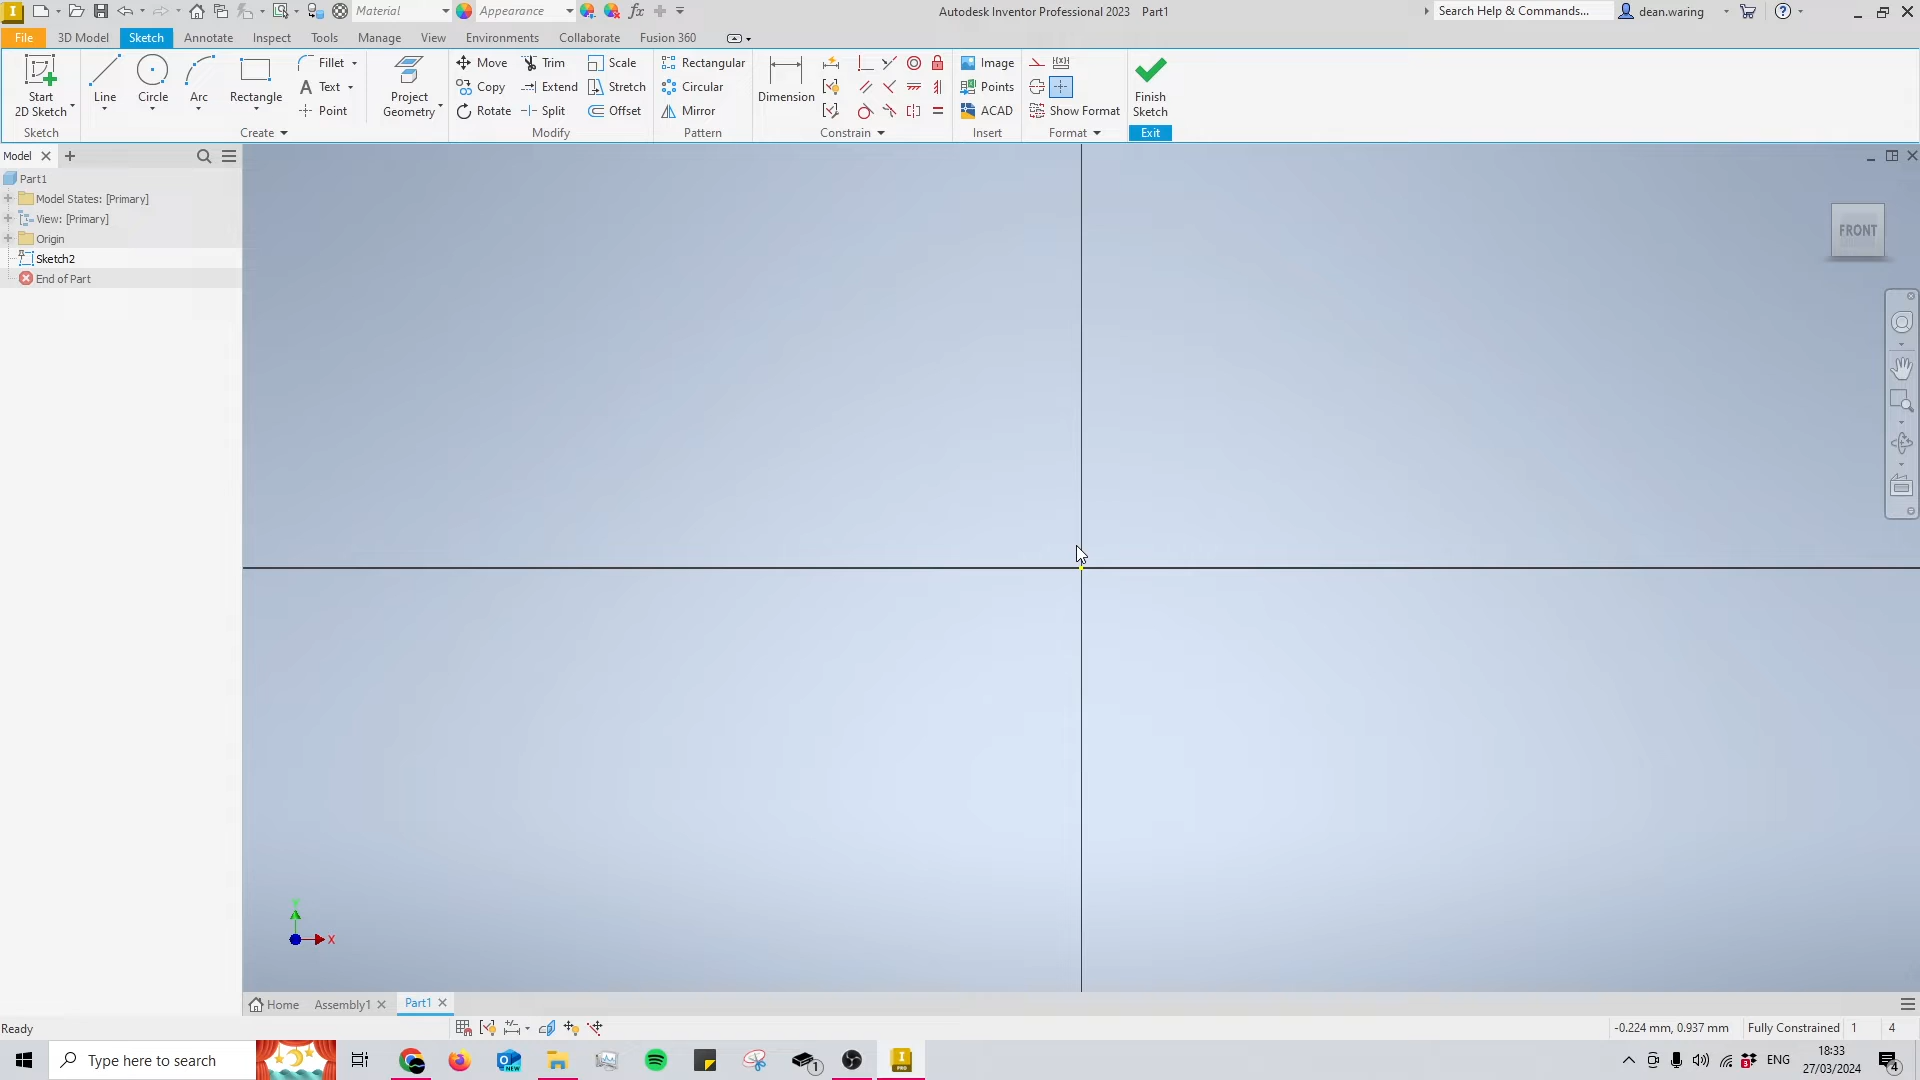 Material Appearance fx Autodesk Inventor Professional 2023 Part1 Search Help & Commands... dean.waring
File 3D Model Sketch Annotate Inspect Tools Manage View Environments Collaborate Fusion 360
Start
2D Sketch
Line Circle Arc Rectangle
Fillet
Text
Point
Project
Geometry
Move Trim Scale
Copy Extend Stretch
Rotate Split Offset
Rectangular
Circular
Mirror
Dimension
Image
Points
ACAD
Show Format
Finish
Sketch
Sketch Create Modify Pattern Constrain Insert Format Exit
Model
Part1
Model States: [Primary]
View: [Primary]
Origin
Sketch2
End of Part
FRONT
Y
X
Home Assembly1 Part1
Ready -0.224 mm, 0.937 mm Fully Constrained 1 4
Type here to search ENG 18:33
27/03/2024